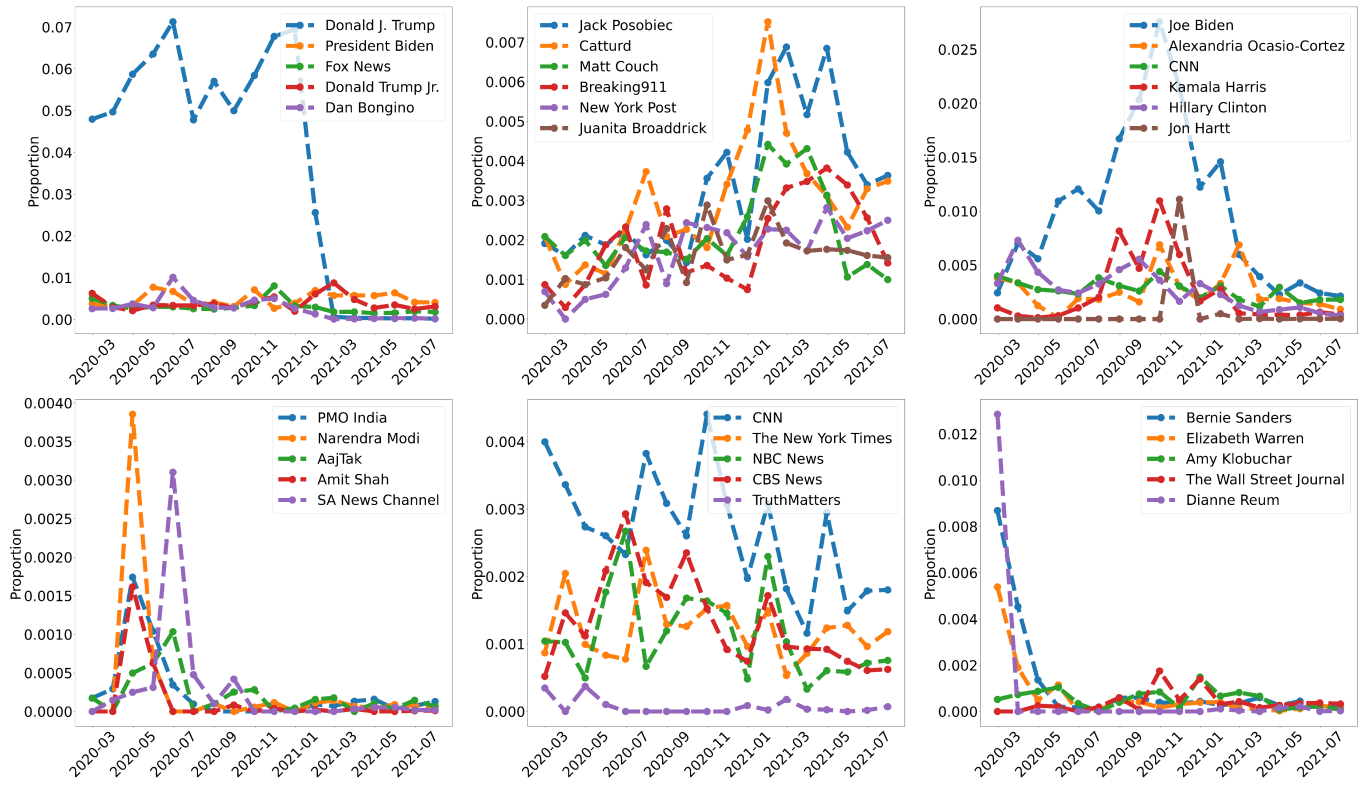 Proportion
0.07
0.06
0.05
0.04
0.03
0.02
0.01
0.00
Donald J. Trump
President Biden
Fox News
Donald Trump Jr.
Dan Bongino
2020-03
2020-05
2020-07
2020-09
2020-11
2021-01
2021-03
2021-05
2021-07
Proportion
0.007
0.006
0.005
0.004
0.003
0.002
0.001
0.000
Jack Posobiec
Catturd
Matt Couch
Breaking911
New York Post
Juanita Broaddrick
2020-03
2020-05
2020-07
2020-09
2020-11
2021-01
2021-03
2021-05
2021-07
Proportion
0.025
0.020
0.015
0.010
0.005
0.000
Joe Biden
Alexandria Ocasio-Cortez
CNN
Kamala Harris
Hillary Clinton
Jon Hartt
2020-03
2020-05
2020-07
2020-09
2020-11
2021-01
2021-03
2021-05
2021-07
Proportion
0.0040
0.0035
0.0030
0.0025
0.0020
0.0015
0.0010
0.0005
0.0000
PMO India
Narendra Modi
AajTak
Amit Shah
SA News Channel
2020-03
2020-05
2020-07
2020-09
2020-11
2021-01
2021-03
2021-05
2021-07
Proportion
0.004
0.003
0.002
0.001
0.000
CNN
The New York Times
NBC News
CBS News
TruthMatters
2020-03
2020-05
2020-07
2020-09
2020-11
2021-01
2021-03
2021-05
2021-07
Proportion
0.012
0.010
0.008
0.006
0.004
0.002
0.000
Bernie Sanders
Elizabeth Warren
Amy Klobuchar
The Wall Street Journal
Dianne Reum
2020-03
2020-05
2020-07
2020-09
2020-11
2021-01
2021-03
2021-05
2021-07